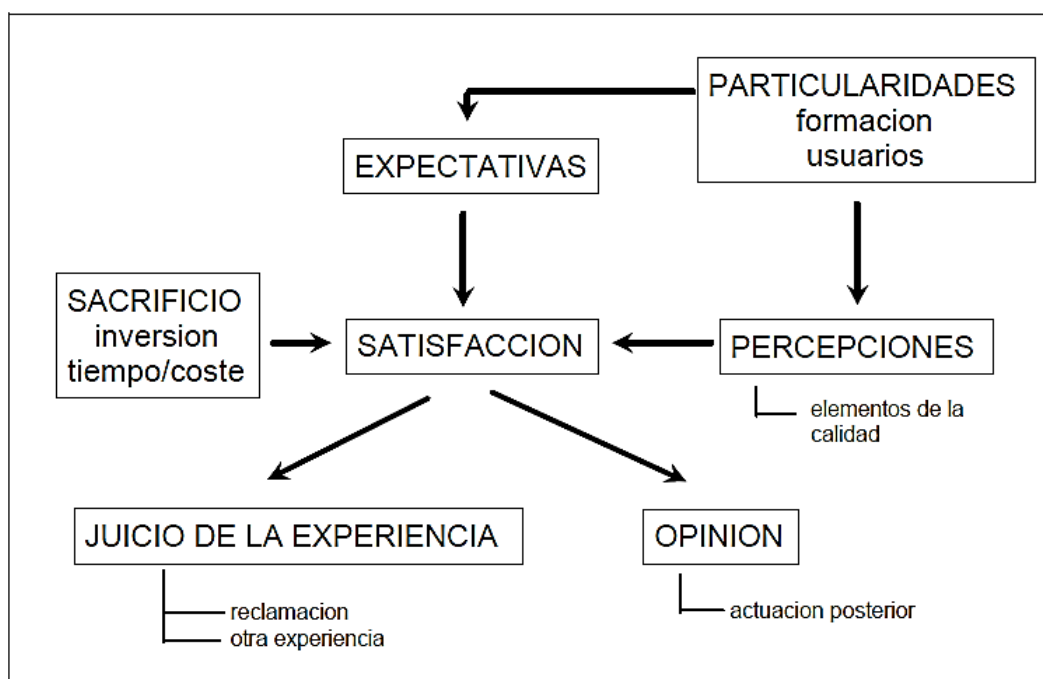 PARTICULARIDADES
formacion
usuarios
EXPECTATIVAS
SACRIFICIO
inversion
tiempo/coste
SATISFACCION
PERCEPCIONES
elementos de la
calidad
JUICIO DE LA EXPERIENCIA
OPINION
reclamacion
otra experiencia
actuacion posterior